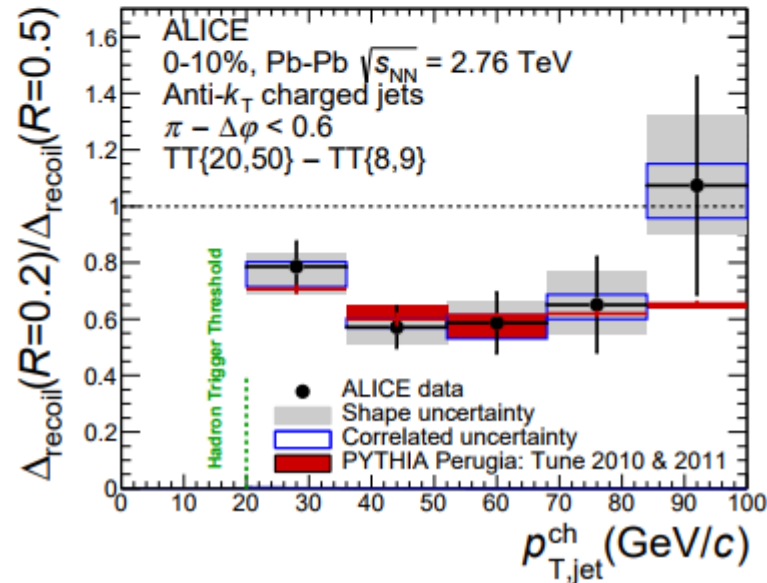 ALICE
0-10%, Pb-Pb √sNN = 2.76 TeV
Anti-kT charged jets
π − Δφ < 0.6
TT{20,50} − TT{8,9}
Δrecoil(R=0.2)/Δrecoil(R=0.5)
1.6
1.4
1.2
1
0.8
0.6
0.4
0.2
0
Hadron Trigger Threshold
ALICE data
Shape uncertainty
Correlated uncertainty
PYTHIA Perugia: Tune 2010 & 2011
0 10 20 30 40 50 60 70 80 90 100
p^ch_T,jet (GeV/c)